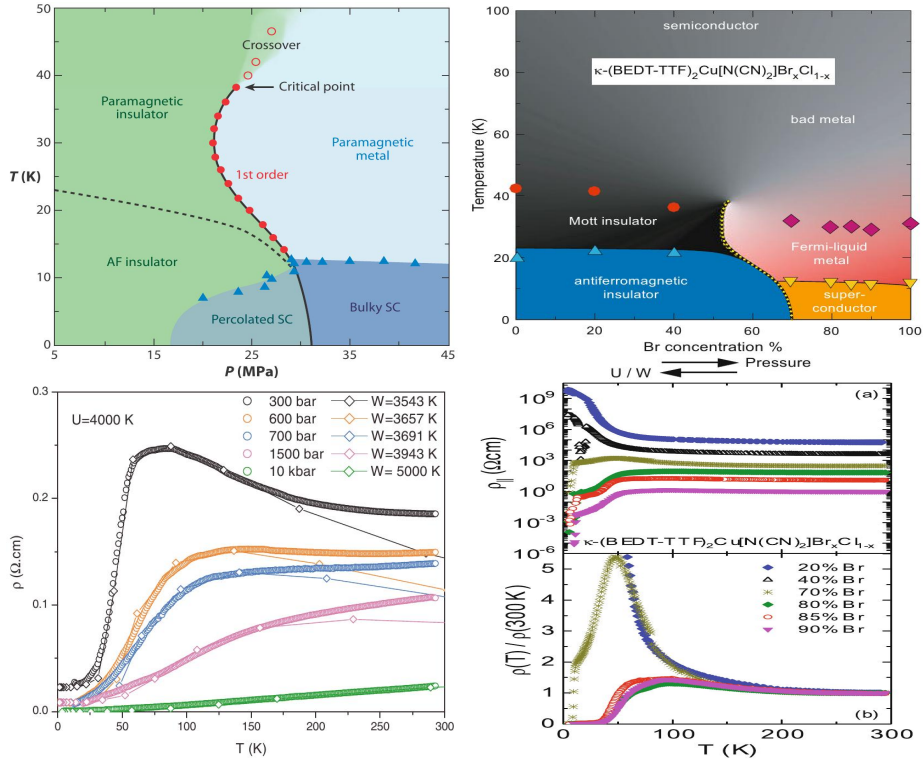 50
40
30
20
10
0
T (K)
5
15
25
35
45
P (MPa)
Crossover
Critical point
Paramagnetic
insulator
Paramagnetic
metal
1st order
AF insulator
Percolated SC
Bulky SC
100
80
60
40
20
0
Temperature (K)
semiconductor
κ-(BEDT-TTF)₂Cu[N(CN)₂]BrₓCl₁₋ₓ
bad metal
Mott insulator
Fermi-liquid
metal
antiferromagnetic
insulator
super-
conductor
0
20
40
60
80
100
Br concentration %
Pressure
U / W
0.3
0.2
0.1
0.0
ρ (Ω.cm)
U=4000 K
300 bar W=3543 K
600 bar W=3657 K
700 bar W=3691 K
1500 bar W=3943 K
10 kbar W= 5000 K
0 50 100 150 200 250 300
T (K)
(a)
10⁹
10⁶
10³
10⁰
10⁻³
10⁻⁶
ρ|| (Ωcm)
κ-(BEDT-TTF)₂Cu[N(CN)₂]BrₓCl₁₋ₓ
5
4
3
2
1
0
ρ(T) / ρ(300K)
20% Br
40% Br
70% Br
80% Br
85% Br
90% Br
(b)
0 100 200 300
T (K)